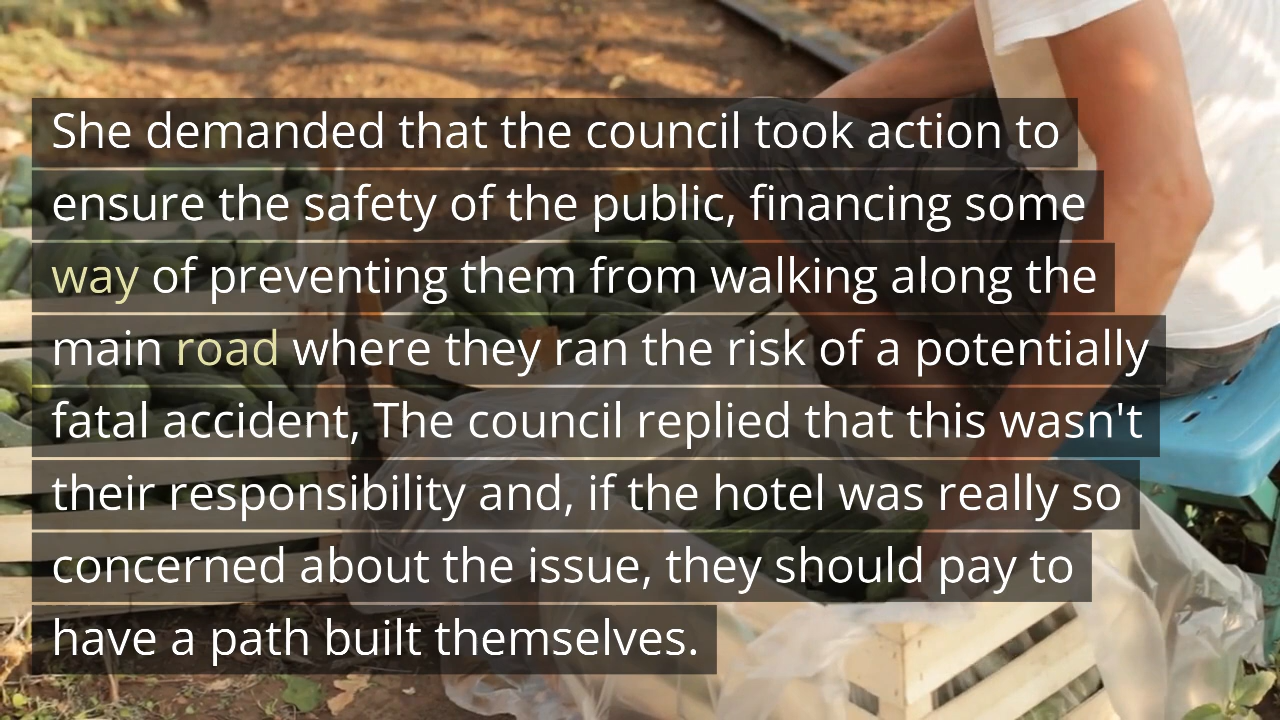 She demanded that the council took action to
ensure the safety of the public, financing some
way of preventing them from walking along the
main road where they ran the risk of a potentially
fatal accident, The council replied that this wasn't
their responsibility and, if the hotel was really so
concerned about the issue, they should pay to
have a path built themselves.